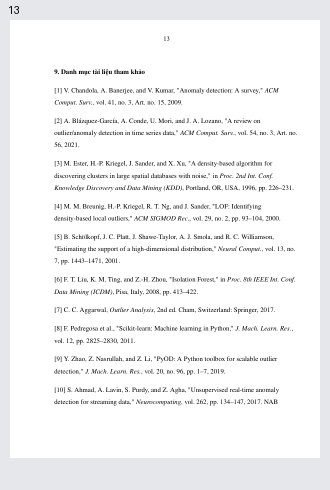 13
13
9. Danh mục tài liệu tham khảo
[1] V. Chandola, A. Banerjee, and V. Kumar, "Anomaly detection: A survey," ACM
Comput. Surv., vol. 41, no. 3, Art. no. 15, 2009.
[2] A. Blázquez-García, A. Conde, U. Mori, and J. A. Lozano, "A review on
outlier/anomaly detection in time series data," ACM Comput. Surv., vol. 54, no. 3, Art. no.
56, 2021.
[3] M. Ester, H.-P. Kriegel, J. Sander, and X. Xu, "A density-based algorithm for
discovering clusters in large spatial databases with noise," in Proc. 2nd Int. Conf.
Knowledge Discovery and Data Mining (KDD), Portland, OR, USA, 1996, pp. 226–231.
[4] M. M. Breunig, H.-P. Kriegel, R. T. Ng, and J. Sander, "LOF: Identifying
density-based local outliers," ACM SIGMOD Rec., vol. 29, no. 2, pp. 93–104, 2000.
[5] B. Schölkopf, J. C. Platt, J. Shawe-Taylor, A. J. Smola, and R. C. Williamson,
"Estimating the support of a high-dimensional distribution," Neural Comput., vol. 13, no.
7, pp. 1443–1471, 2001.
[6] F. T. Liu, K. M. Ting, and Z.-H. Zhou, "Isolation Forest," in Proc. 8th IEEE Int. Conf.
Data Mining (ICDM), Pisa, Italy, 2008, pp. 413–422.
[7] C. C. Aggarwal, Outlier Analysis, 2nd ed. Cham, Switzerland: Springer, 2017.
[8] F. Pedregosa et al., "Scikit-learn: Machine learning in Python," J. Mach. Learn. Res.,
vol. 12, pp. 2825–2830, 2011.
[9] Y. Zhao, Z. Nasrullah, and Z. Li, "PyOD: A Python toolbox for scalable outlier
detection," J. Mach. Learn. Res., vol. 20, no. 96, pp. 1–7, 2019.
[10] S. Ahmad, A. Lavin, S. Purdy, and Z. Agha, "Unsupervised real-time anomaly
detection for streaming data," Neurocomputing, vol. 262, pp. 134–147, 2017. NAB